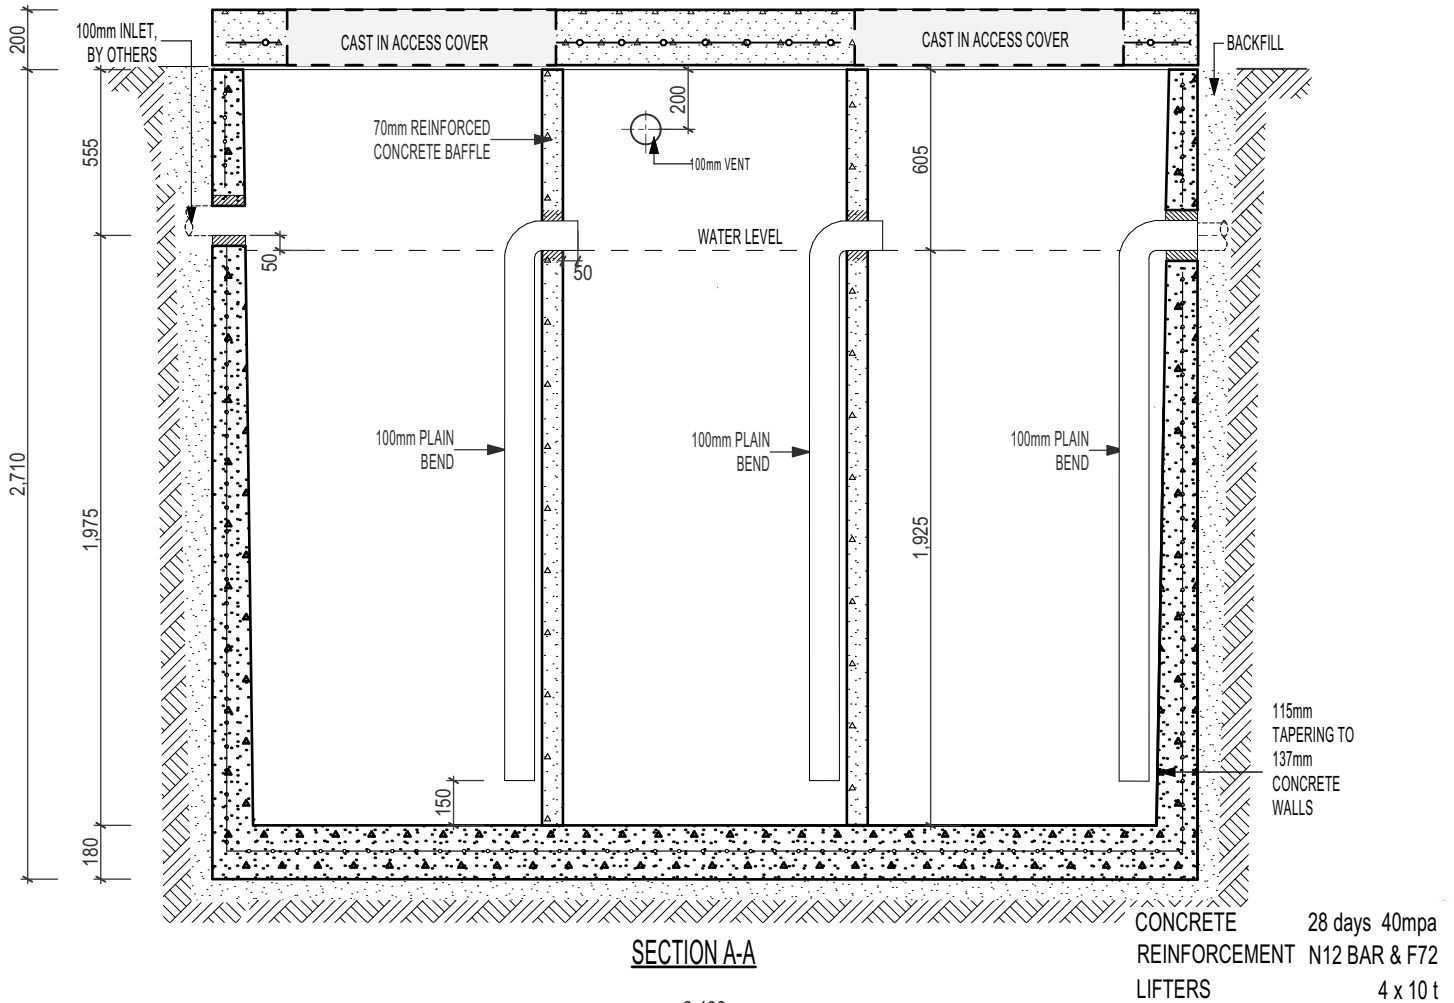 200
100mm INLET,
BY OTHERS
CAST IN ACCESS COVER
CAST IN ACCESS COVER
BACKFILL
200
70mm REINFORCED
CONCRETE BAFFLE
555
605
100mm VENT
WATER LEVEL
50
50
100mm PLAIN
BEND
100mm PLAIN
BEND
100mm PLAIN
BEND
2,710
1,975
1,925
115mm
TAPERING TO
137mm
CONCRETE
WALLS
150
180
SECTION A-A
CONCRETE 28 days 40mpa
REINFORCEMENT N12 BAR & F72
LIFTERS 4 x 10 t